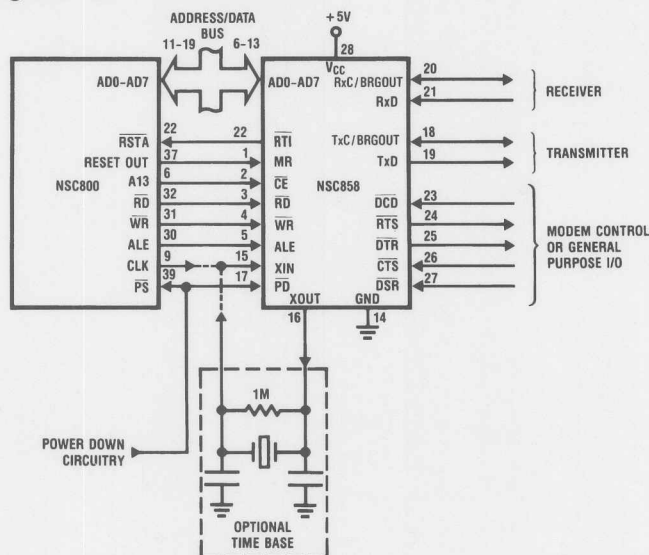 ADDRESS/DATA
BUS
+5V
11-19
6-13
28
VCC
AD0-AD7
AD0-AD7
RxC/BRGOUT
20
RxD
21
RECEIVER
RSTA
22
22
RTI
TxC/BRGOUT
18
RESET OUT
37
1
MR
TxD
19
TRANSMITTER
NSC800
A13
6
2
CE
NSC858
RD
32
3
RD
DCD
23
WR
31
4
WR
RTS
24
ALE
30
5
ALE
DTR
25
MODEM CONTROL
OR GENERAL
PURPOSE I/O
CLK
9
15
XIN
CTS
26
PS
39
17
PD
DSR
27
XOUT
GND
16
14
1M
POWER DOWN
CIRCUITRY
OPTIONAL
TIME BASE